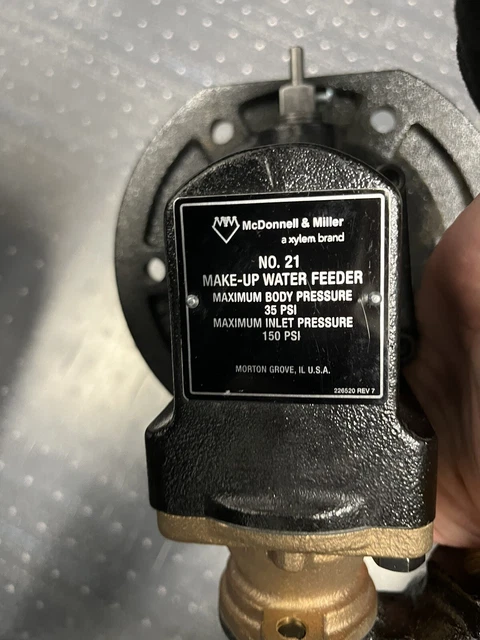 McDonnell & Miller
a xylem brand
NO. 21
MAKE-UP WATER FEEDER
MAXIMUM BODY PRESSURE
35 PSI
MAXIMUM INLET PRESSURE
150 PSI
MORTON GROVE, IL U.S.A.
226520 REV 7